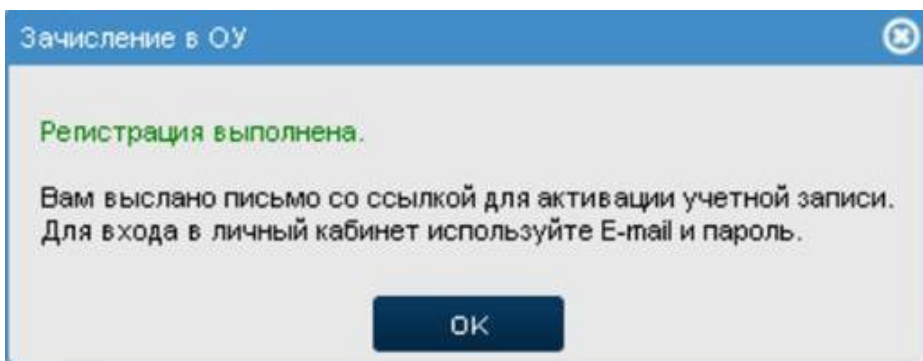 Зачисление в ОУ
Регистрация выполнена.
Вам выслано письмо со ссылкой для активации учетной записи.
Для входа в личный кабинет используйте E-mail и пароль.
ОК